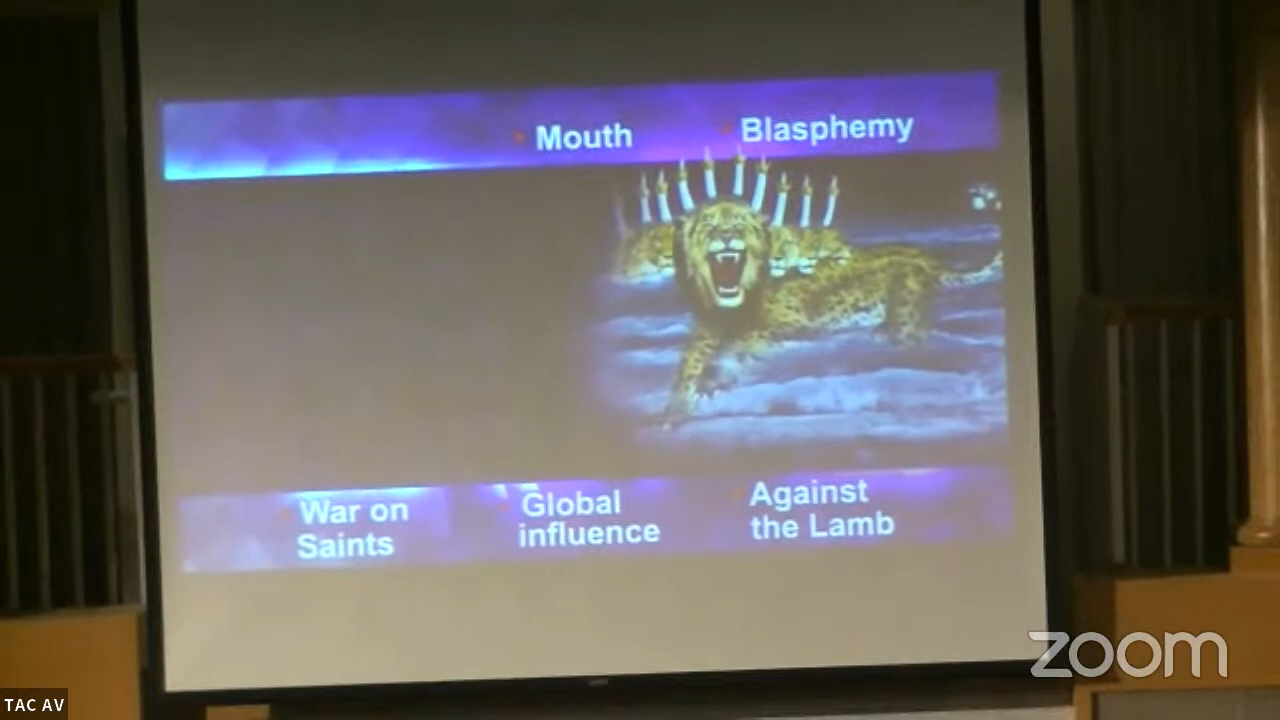 Mouth
Blasphemy
War on
Saints
Global
influence
Against
the Lamb
zoom
TAC AV